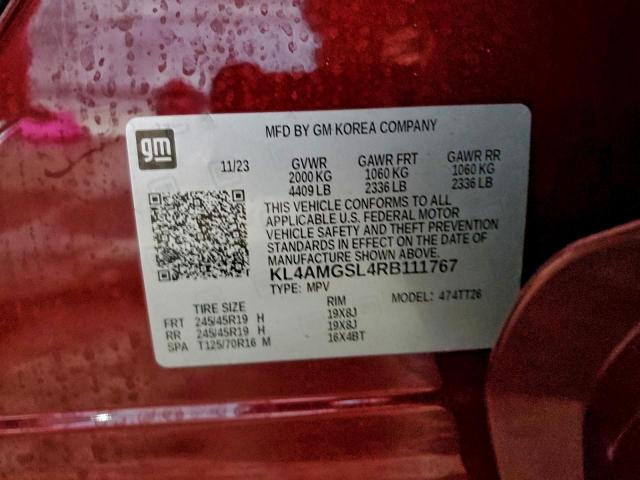 MFD BY GM KOREA COMPANY
gm
11/23 GVWR GAWR FRT GAWR RR
2000 KG 1060 KG 1060 KG
4409 LB 2336 LB 2336 LB
THIS VEHICLE CONFORMS TO ALL
APPLICABLE U.S. FEDERAL MOTOR
VEHICLE SAFETY AND THEFT PREVENTION
STANDARDS IN EFFECT ON THE DATE OF
MANUFACTURE SHOWN ABOVE.
KL4AMGSL4RB111767
TYPE: MPV MODEL: 474TT26
TIRE SIZE RIM
FRT 245/45R19 H 19X8J
RR 245/45R19 H 19X8J
SPA T125/70R16 M 16X4BT